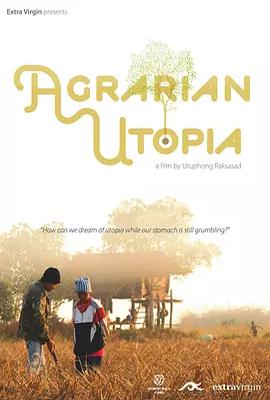 Extra Virgin presents
AGRARIAN
UTOPIA
a film by Uruphong Raksasad
"How can we dream of utopia while our stomach is still grumbling?"
extravirgin